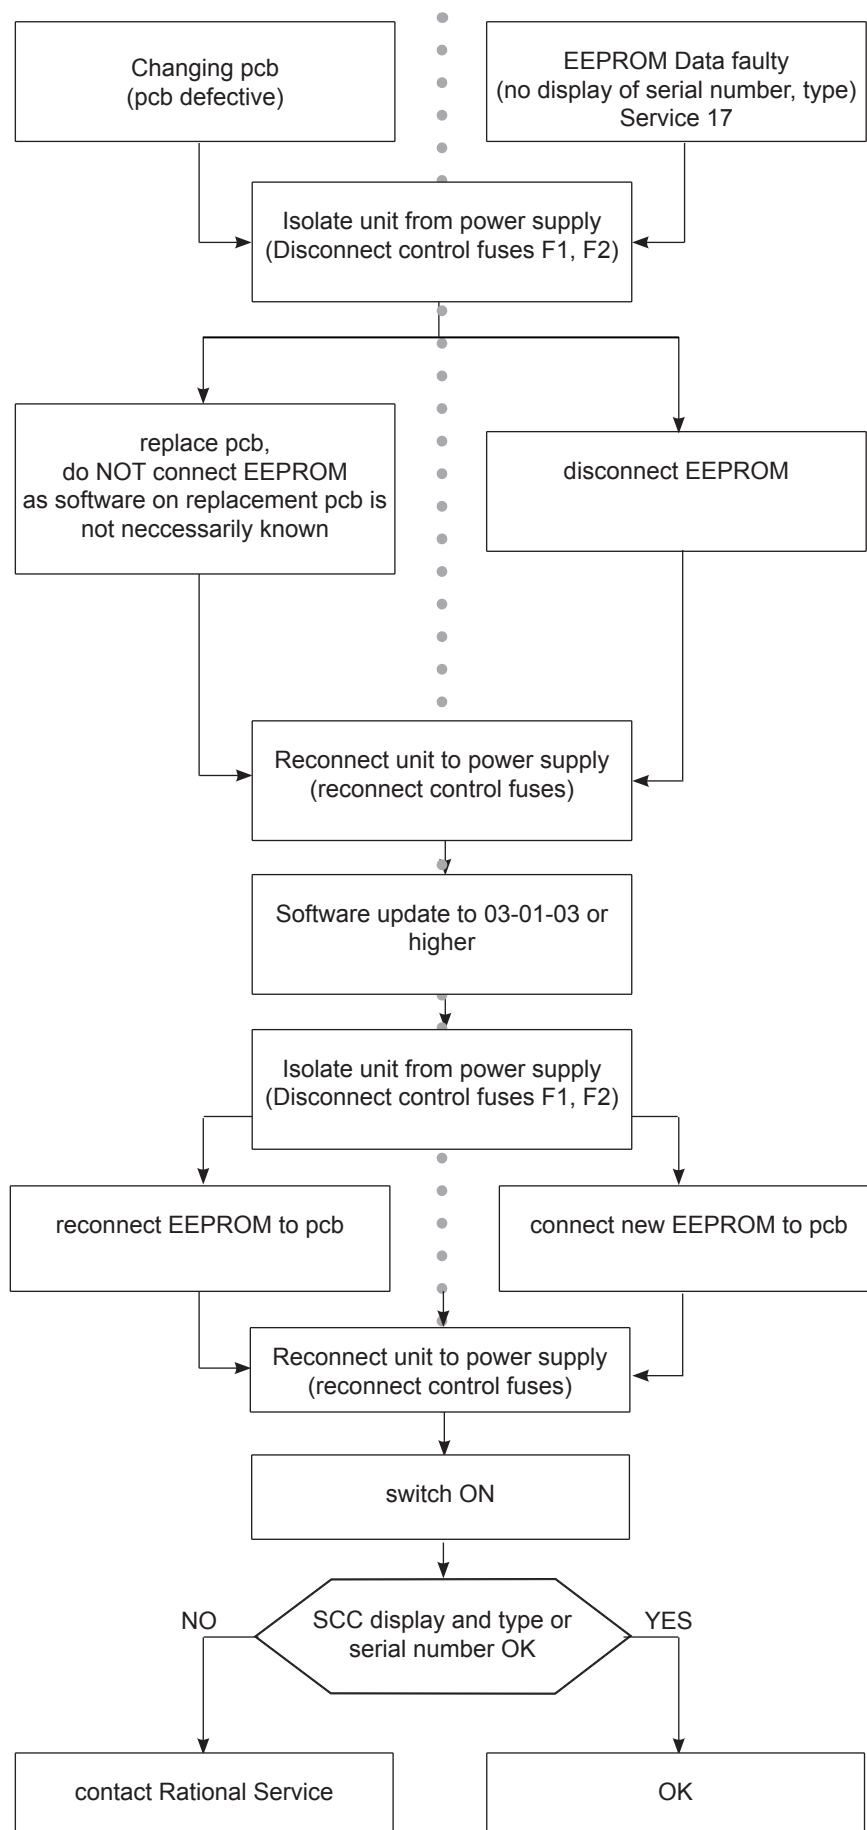 Changing pcb
(pcb defective)
EEPROM Data faulty
(no display of serial number, type)
Service 17
Isolate unit from power supply
(Disconnect control fuses F1, F2)
replace pcb,
do NOT connect EEPROM
as software on replacement pcb is
not neccessarily known
disconnect EEPROM
Reconnect unit to power supply
(reconnect control fuses)
Software update to 03-01-03 or
higher
Isolate unit from power supply
(Disconnect control fuses F1, F2)
reconnect EEPROM to pcb
connect new EEPROM to pcb
Reconnect unit to power supply
(reconnect control fuses)
switch ON
NO
SCC display and type or
serial number OK
YES
contact Rational Service
OK